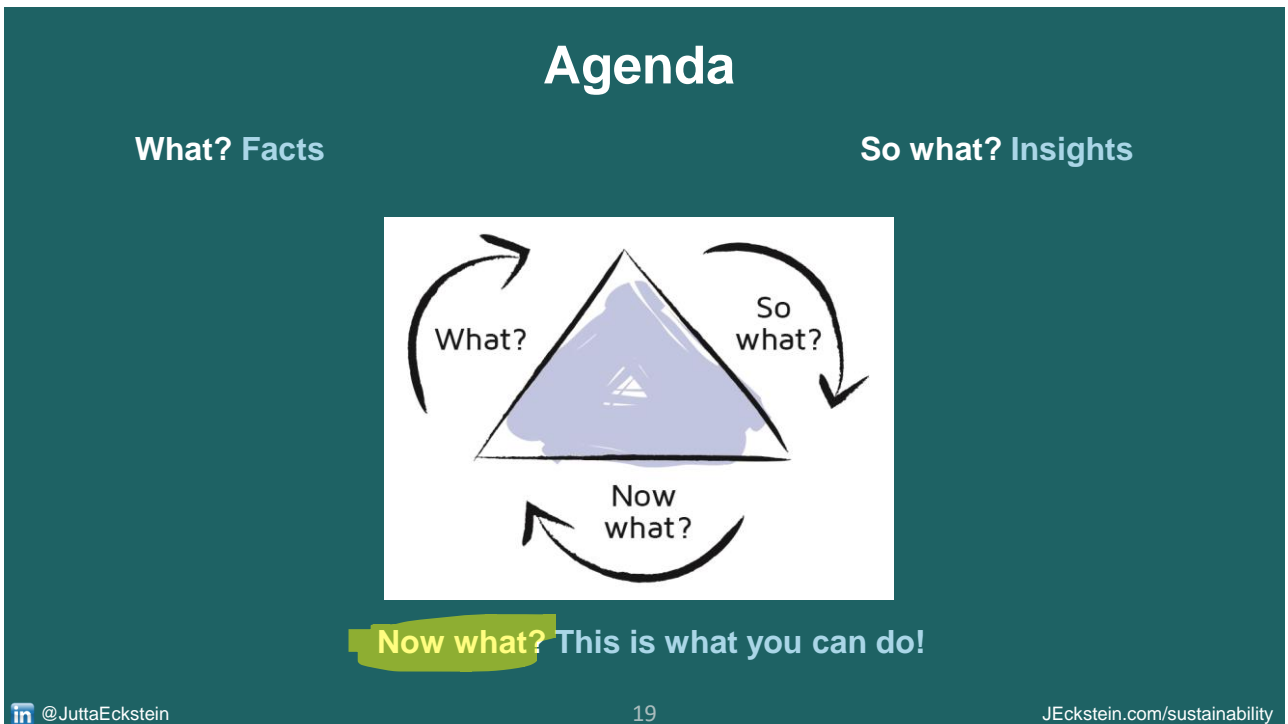 Agenda
What? Facts
So what? Insights
What?
So
what?
Now
what?
Now what? This is what you can do!
in @JuttaEckstein
19
JEckstein.com/sustainability